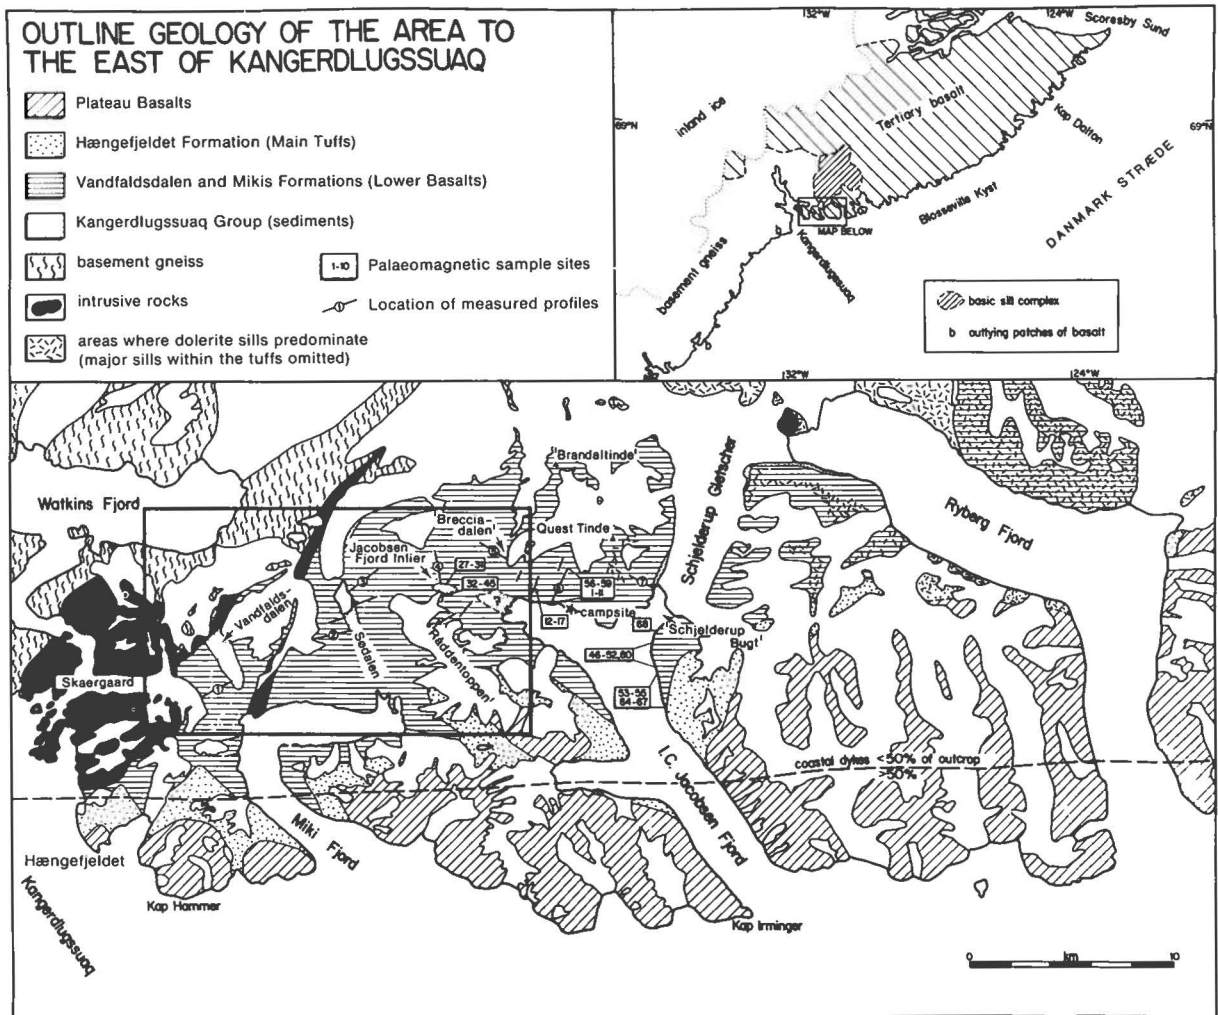 OUTLINE GEOLOGY OF THE AREA TO
THE EAST OF KANGERDLUGSSUAQ
Plateau Basalts
Hængefjeldet Formation (Main Tuffs)
Vandfaldsdalen and Mikis Formations (Lower Basalts)
Kangerdlugssuaq Group (sediments)
basement gneiss
1-10 Palaeomagnetic sample sites
intrusive rocks
1 Location of measured profiles
areas where dolerite sills predominate
(major sills within the tuffs omitted)
32°W
24°W
Scoresby Sund
inland ice
Tertiary basalt
69°N
69°N
Kap Dalton
Blosseville Kyst
DANMARK STRÆDE
b
b
b
MAP BELOW
Kangerdlugssuaq
basement gneiss
basic sill complex
b outlying patches of basalt
32°W
24°W
Watkins Fjord
'Brandaltinde'
'Breccia-
dalen'
Quest Tinde
Schjelderup Gletscher
Ryberg Fjord
Jacobsen
Fjord Inlier
27-31
32-45
56-59
1-11
campsite
12-17
68
'Schjelderup
Bugt'
Vandfalds-
dalen
Sødalen
'Råddentoppen'
46-52,80
53-55
64-67
Skaergaard
1
2
3
7
coastal dykes <50% of outcrop
>50%
I.C. Jacobsen Fjord
Miki Fjord
Hængefjeldet
Kangerdlugssuaq
Kap Hammer
Kap Irminger
0 km 10